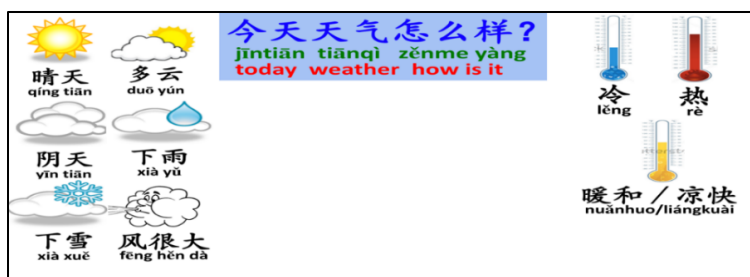 今天天气怎么样?
jīntiān tiānqì zěnme yàng
today weather how is it
晴天
qíng tiān
多云
duō yún
阴天
yīn tiān
下雨
xià yǔ
下雪
xià xuě
风很大
fēng hěn dà
冷
lěng
热
rè
暖和/凉快
nuǎnhuo/liángkuài